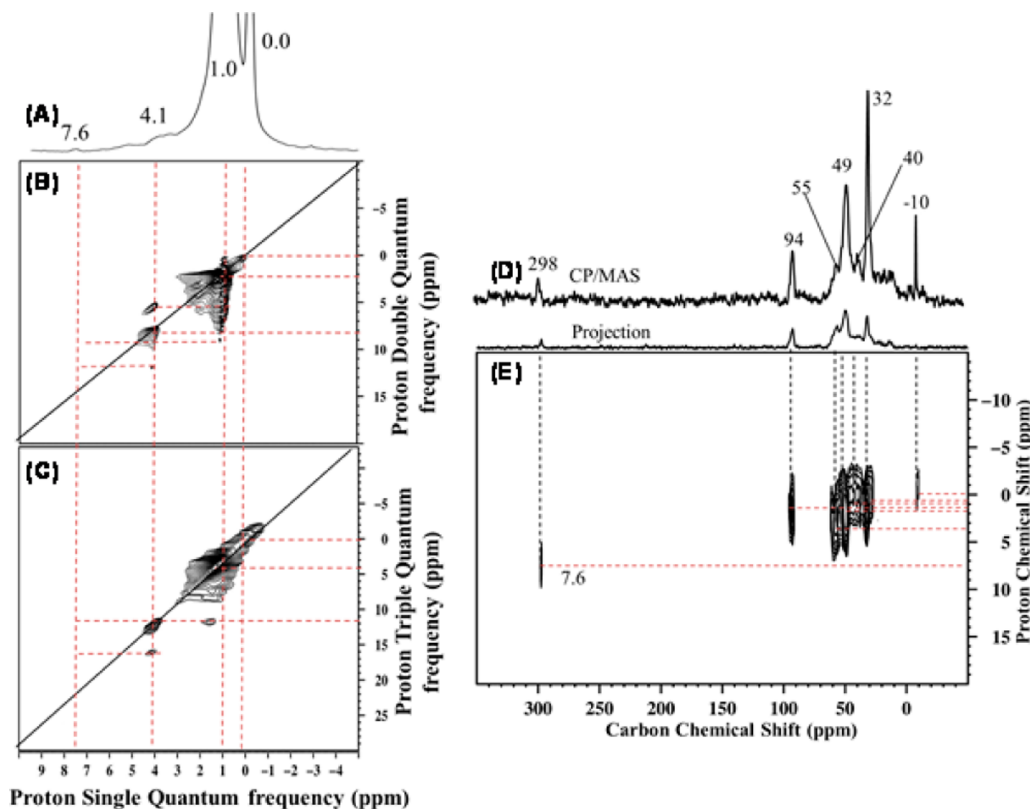 (A)
7.6
4.1
1.0
0.0
(B)
−5
0
5
10
15
Proton Double Quantum
frequency (ppm)
(C)
−5
0
5
10
15
20
25
Proton Triple Quantum
frequency (ppm)
9 8 7 6 5 4 3 2 1 0 −1 −2 −3 −4
Proton Single Quantum frequency (ppm)
(D)
298
CP/MAS
94
55
49
32
40
-10
Projection
(E)
7.6
−10
−5
0
5
10
15
Proton Chemical Shift (ppm)
300 250 200 150 100 50 0
Carbon Chemical Shift (ppm)